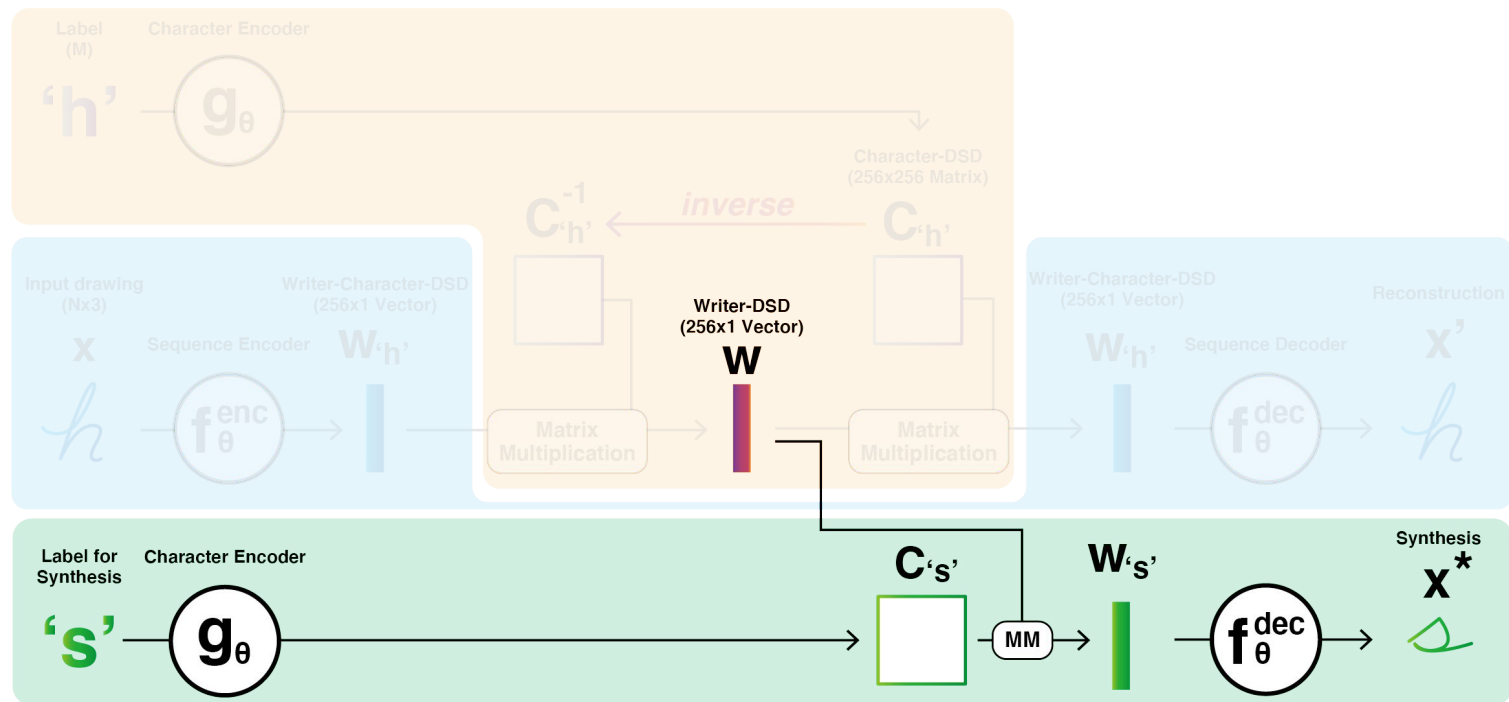 Label
(M)
Character Encoder
‘h’
gθ
Character-DSD
(256x256 Matrix)
C‘h’-1
inverse
C‘h’
Input drawing
(Nx3)
x
Writer-Character-DSD
(256x1 Vector)
w‘h’
Sequence Encoder
fθenc
Matrix
Multiplication
Writer-DSD
(256x1 Vector)
w
Matrix
Multiplication
Writer-Character-DSD
(256x1 Vector)
w‘h’
Sequence Decoder
fθdec
Reconstruction
x’
h
h
Label for
Synthesis
‘s’
Character Encoder
gθ
C‘s’
MM
w‘s’
fθdec
Synthesis
x*
s